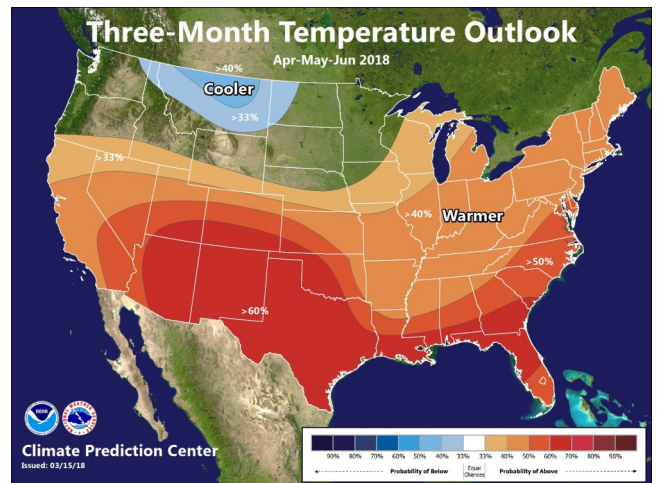 Three-Month Temperature Outlook
Apr-May-Jun 2018
>40%
Cooler
>33%
>33%
>40%
Warmer
>50%
>60%
NOAA
Climate Prediction Center
Issued: 03/15/18
90% 80% 70% 60% 50% 40% 33% 33% 40% 50% 60% 70% 80% 90%
Probability of Below
Equal
Chances
Probability of Above